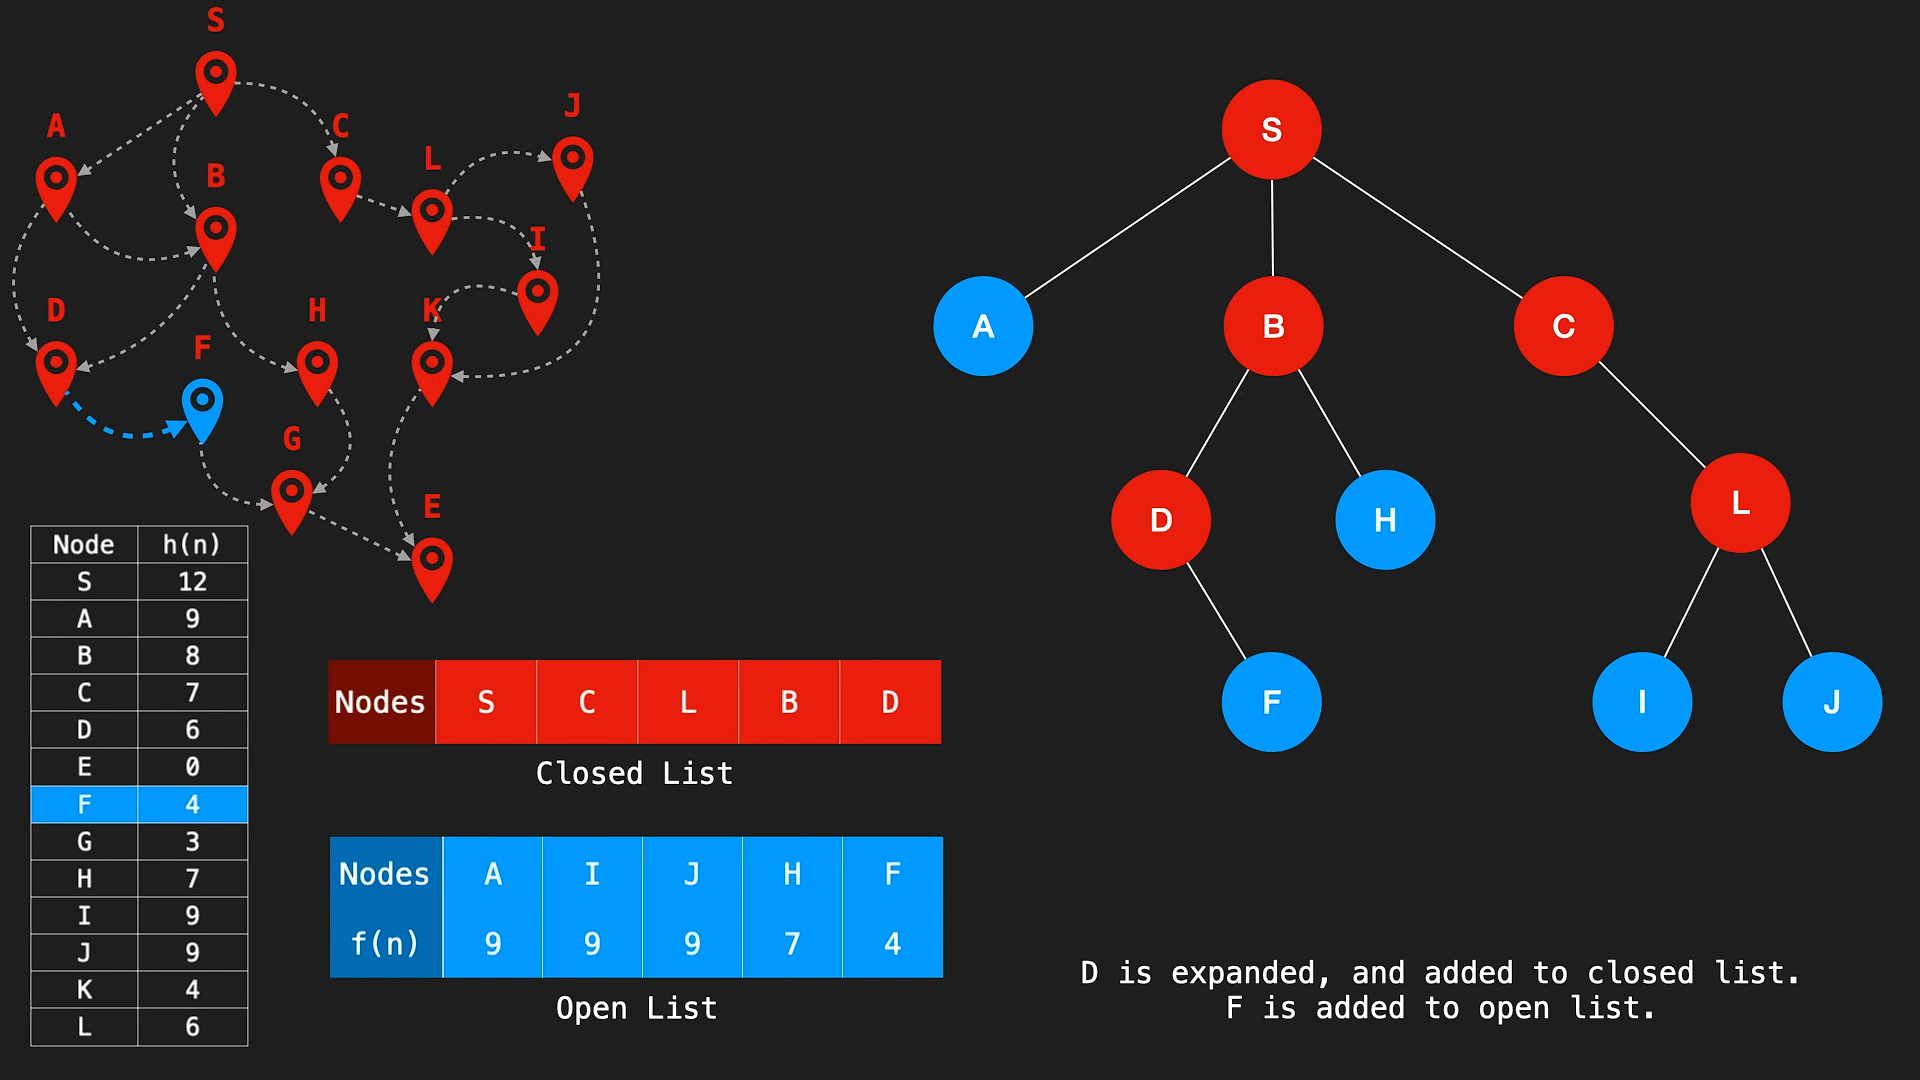 S
A
C
J
L
B
I
D
H
K
F
G
E
Node h(n)
S 12
A 9
B 8
C 7
D 6
E 0
F 4
G 3
H 7
I 9
J 9
K 4
L 6
Nodes S C L B D
Closed List
Nodes A I J H F
f(n) 9 9 9 7 4
Open List
S
A B C
D H L
F I J
D is expanded, and added to closed list.
F is added to open list.